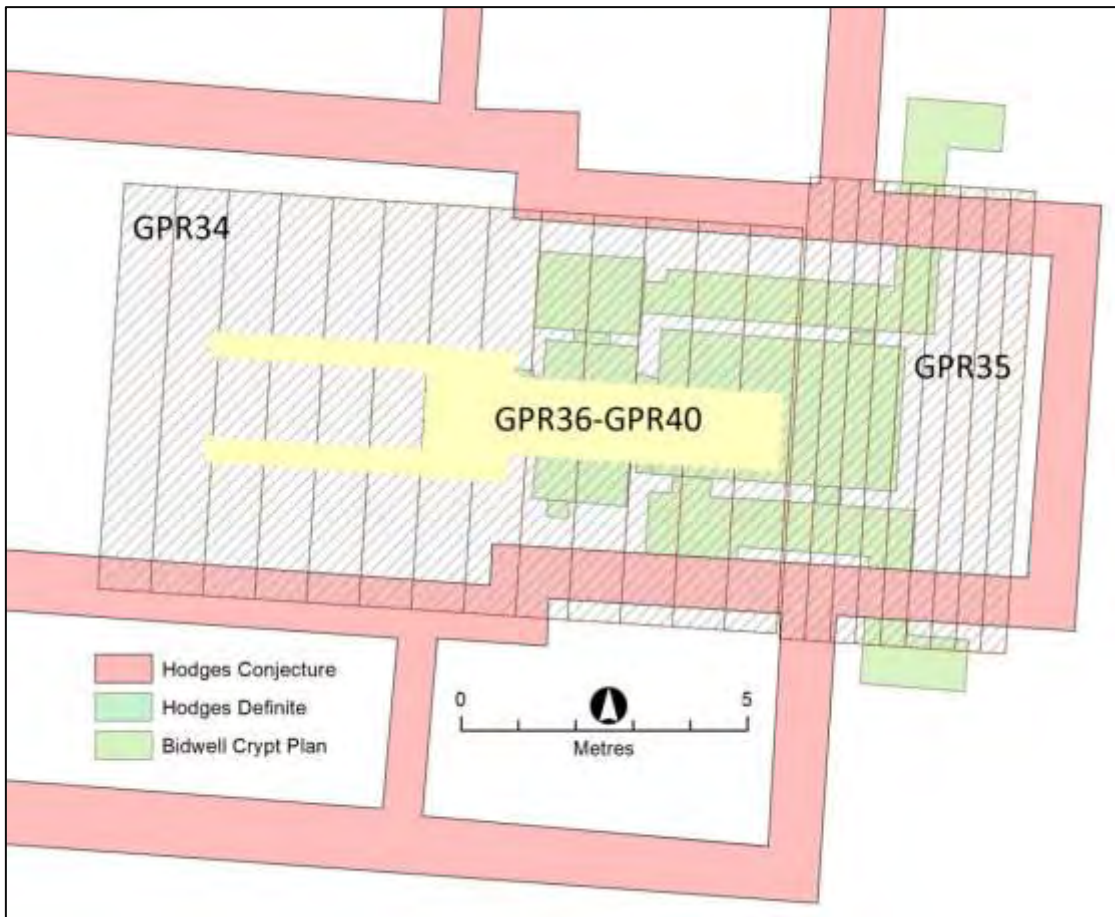 GPR34
GPR35
GPR36-GPR40
Hodges Conjecture
Hodges Definite
Bidwell Crypt Plan
0 5
Metres